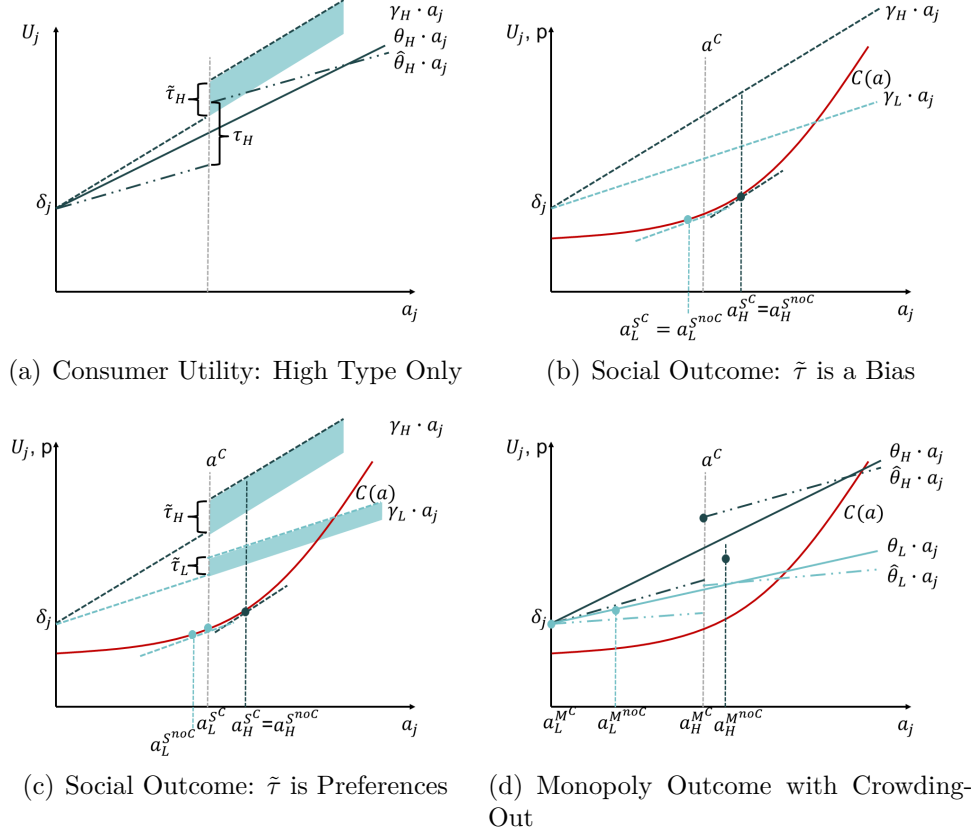 U_j
γ_H · a_j
θ_H · a_j
θ̂_H · a_j
τ̃_H
τ_H
δ_j
a_j
(a) Consumer Utility: High Type Only
U_j, p
a^C
γ_H · a_j
C(a)
γ_L · a_j
δ_j
a_j
a_L^{S^C} = a_L^{S^{noC}}
a_H^{S^C}=a_H^{S^{noC}}
(b) Social Outcome: τ̃ is a Bias
U_j, p
a^C
γ_H · a_j
C(a)
γ_L · a_j
τ̃_H
τ̃_L
δ_j
a_L^{S^{noC}}
a_L^{S^C}
a_H^{S^C}=a_H^{S^{noC}}
a_j
(c) Social Outcome: τ̃ is Preferences
U_j, p
a^C
θ_H · a_j
θ̂_H · a_j
C(a)
θ_L · a_j
θ̂_L · a_j
δ_j
a_L^{M^C}
a_L^{M^{noC}}
a_H^{M^C}
a_H^{M^{noC}}
a_j
(d) Monopoly Outcome with Crowding-
Out